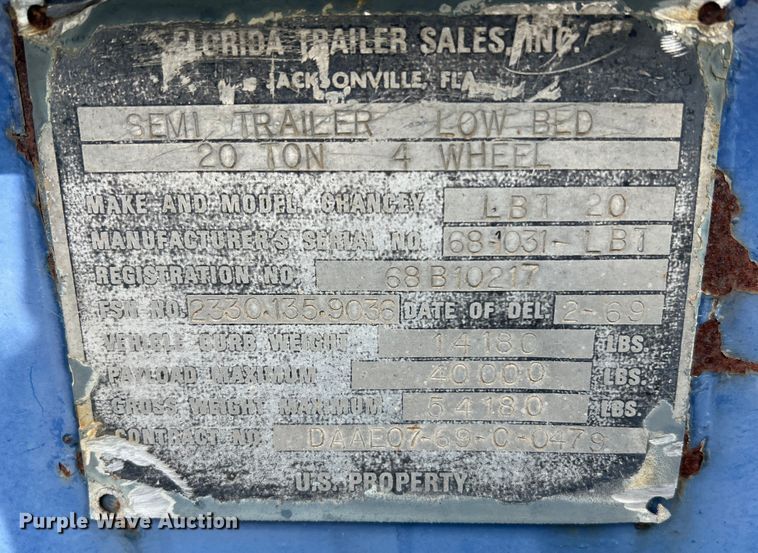 FLORIDA TRAILER SALES, INC.
JACKSONVILLE, FLA
SEMI TRAILER LOW BED
20 TON 4 WHEEL
MAKE AND MODEL CHANCEY LBT 20
MANUFACTURER'S SERIAL NO. 68-1031-LBT
REGISTRATION NO. 68B10217
FSN NO. 2330.135.9036 DATE OF DEL 2-69
VEHICLE CURB WEIGHT 14180 LBS.
PAYLOAD MAXIMUM 40000 LBS.
GROSS WEIGHT MAXIMUM 54180 LBS.
CONTRACT NO. DAAE07-69-C-0479
U.S. PROPERTY
Purple Wave Auction